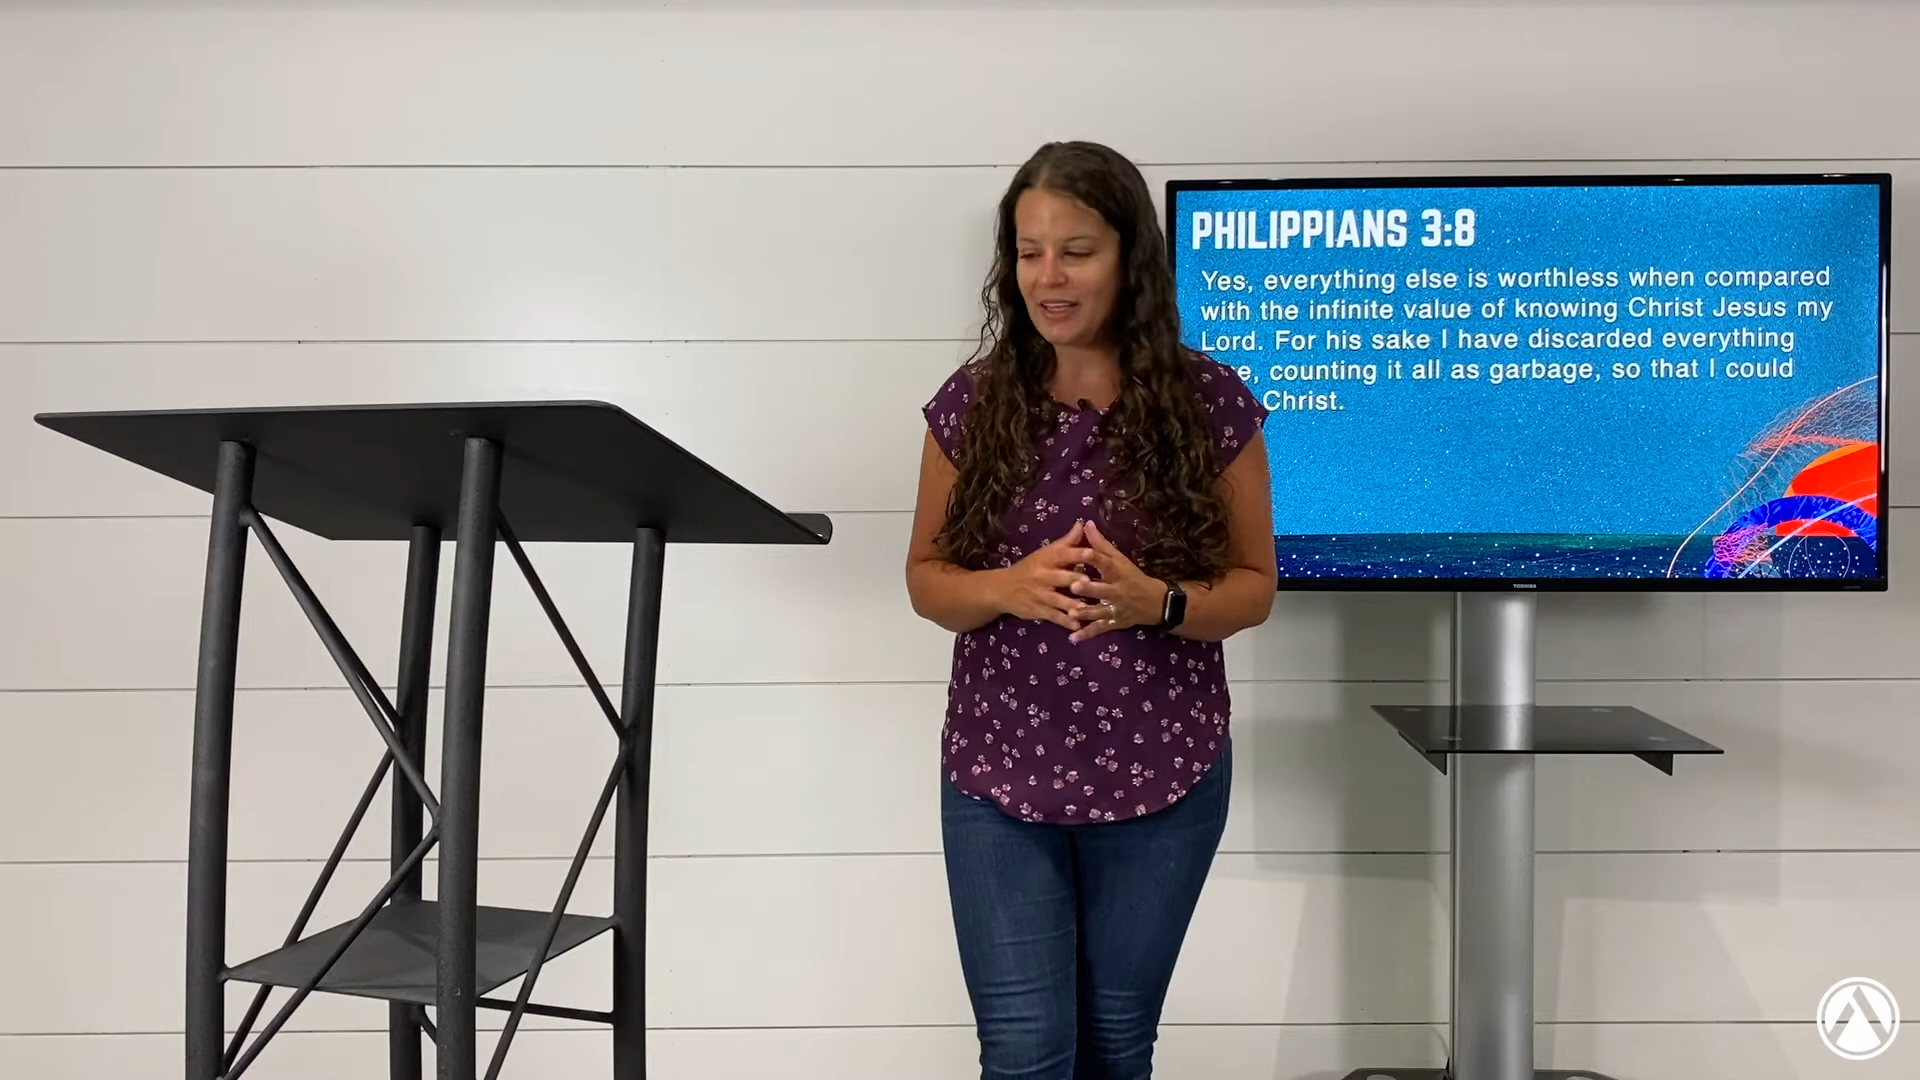 PHILIPPIANS 3:8
Yes, everything else is worthless when compared
with the infinite value of knowing Christ Jesus my
Lord. For his sake I have discarded everything
counting it all as garbage, so that I could
Christ.
TOSHIBA